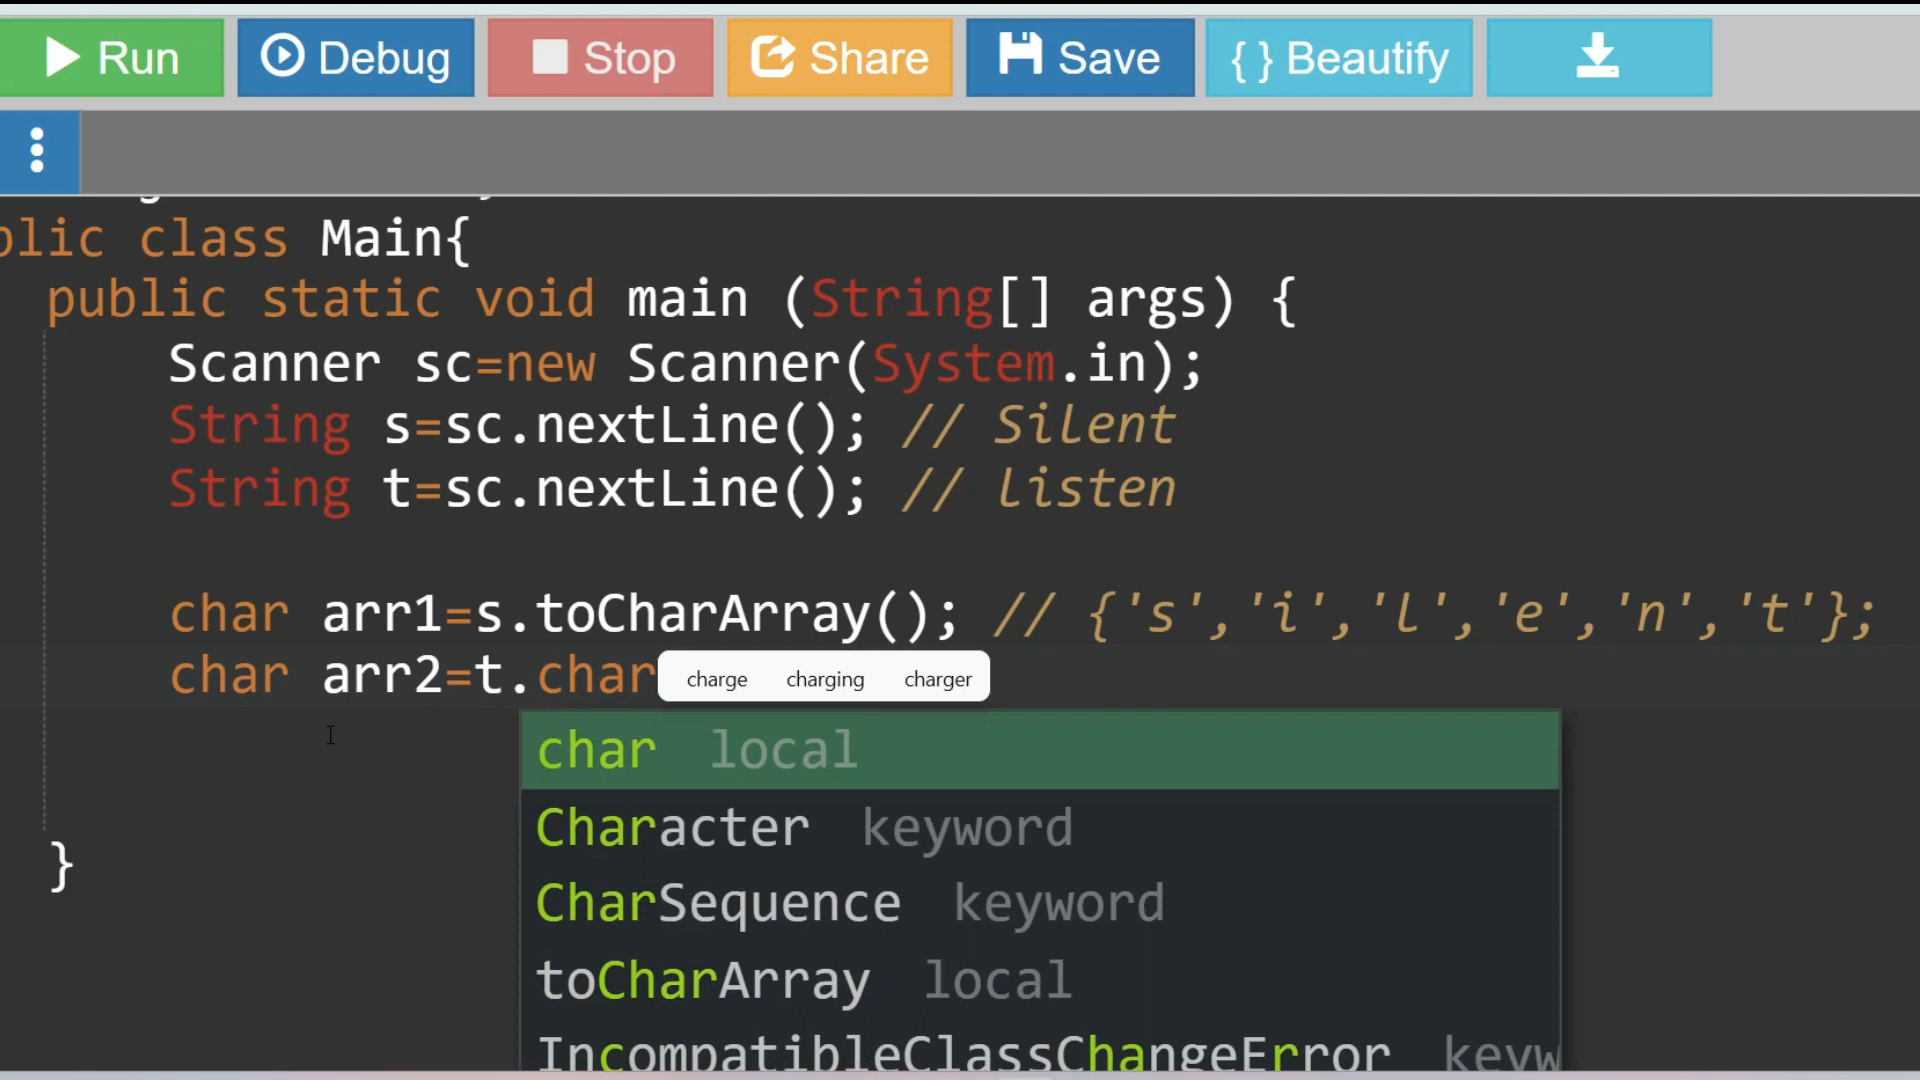 Run Debug Stop Share Save { } Beautify
blic class Main{
public static void main (String[] args) {
Scanner sc=new Scanner(System.in);
String s=sc.nextLine(); // Silent
String t=sc.nextLine(); // listen
char arr1=s.toCharArray(); // {'s','i','l','e','n','t'};
char arr2=t.char
charge charging charger
char local
Character keyword
CharSequence keyword
toCharArray local
IncompatibleClassChangeError keyw
}